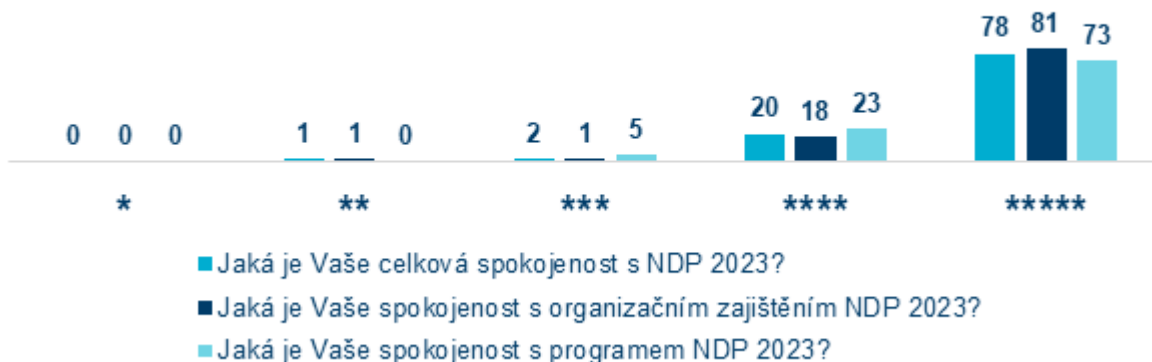 78 81 73
20 18 23
0 0 0 1 1 0 2 1 5
* ** *** **** *****
Jaká je Vaše celková spokojenost s NDP 2023?
Jaká je Vaše spokojenost s organizačním zajištěním NDP 2023?
Jaká je Vaše spokojenost s programem NDP 2023?